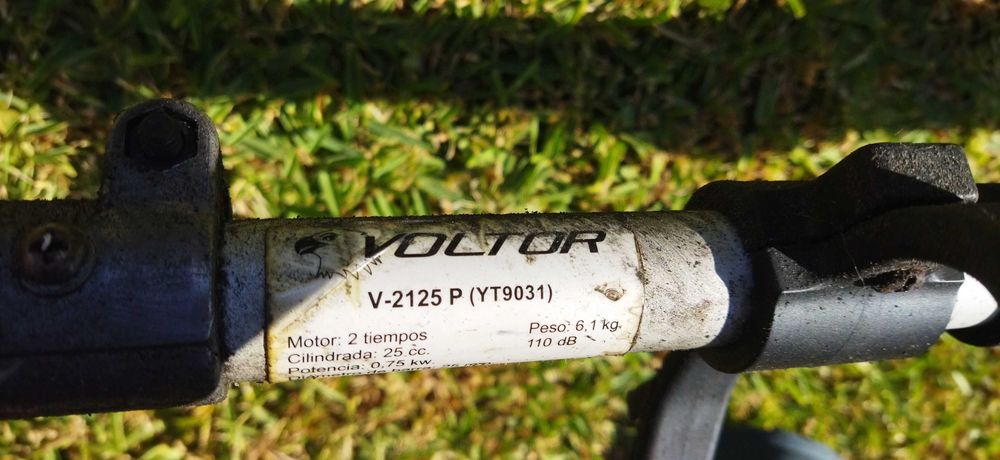 VOLTOR
V-2125 P (YT9031)
Motor: 2 tiempos
Cilindrada: 25 cc.
Potencia: 0,75 kw
Peso: 6,1 kg.
110 dB